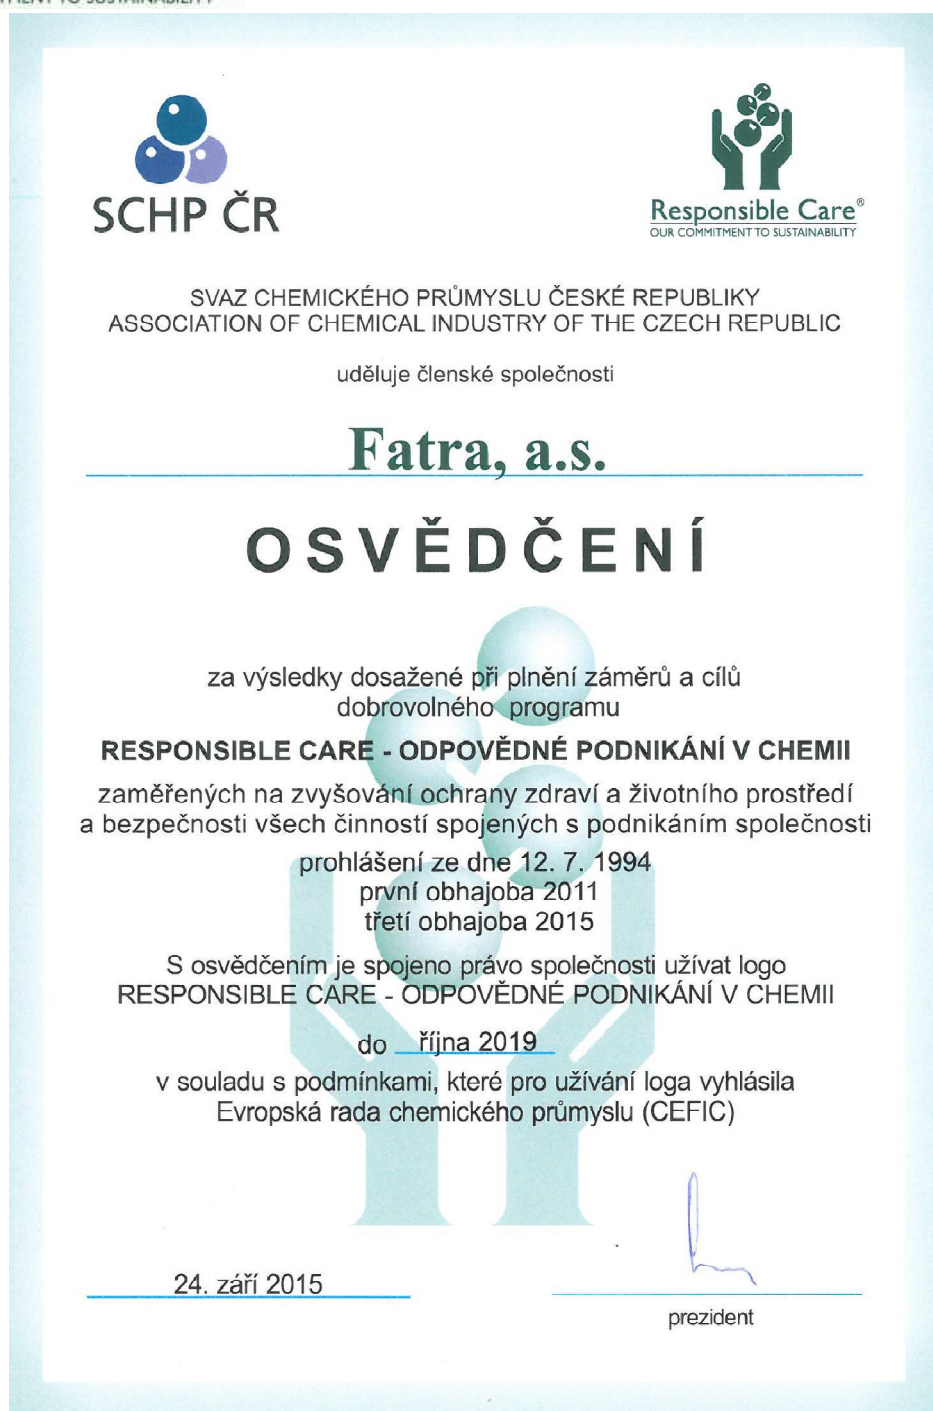 SCHP ČR
Responsible Care®
OUR COMMITMENT TO SUSTAINABILITY
SVAZ CHEMICKÉHO PRŮMYSLU ČESKÉ REPUBLIKY
ASSOCIATION OF CHEMICAL INDUSTRY OF THE CZECH REPUBLIC
uděluje členské společnosti
Fatra, a.s.
OSVĚDČENÍ
za výsledky dosažené při plnění záměrů a cílů
dobrovolného programu
RESPONSIBLE CARE - ODPOVĚDNÉ PODNIKÁNÍ V CHEMII
zaměřených na zvyšování ochrany zdraví a životního prostředí
a bezpečnosti všech činností spojených s podnikáním společnosti
prohlášení ze dne 12. 7. 1994
první obhajoba 2011
třetí obhajoba 2015
S osvědčením je spojeno právo společnosti užívat logo
RESPONSIBLE CARE - ODPOVĚDNÉ PODNIKÁNÍ V CHEMII
do října 2019
v souladu s podmínkami, které pro užívání loga vyhlásila
Evropská rada chemického průmyslu (CEFIC)
24. září 2015
prezident